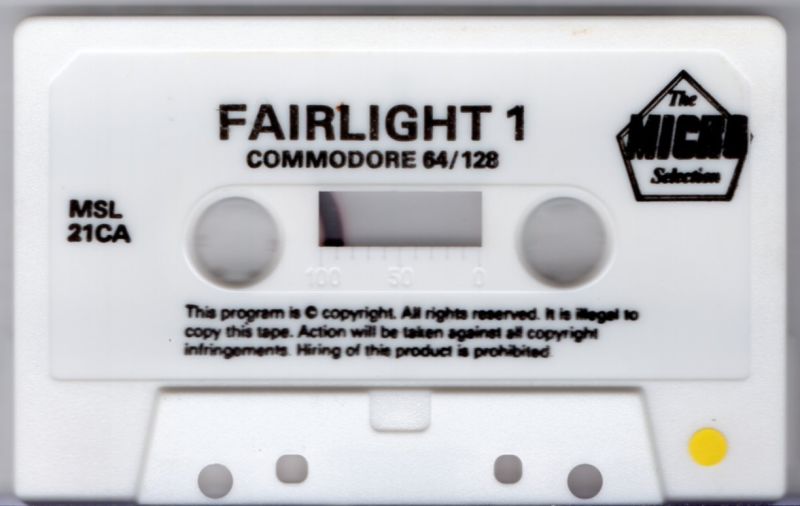 FAIRLIGHT 1
COMMODORE 64/128
The
MICRO
Selection
MSL
21CA
100 50 0
This program is © copyright. All rights reserved. It is illegal to
copy this tape. Action will be taken against all copyright
infringements. Hiring of this product is prohibited.